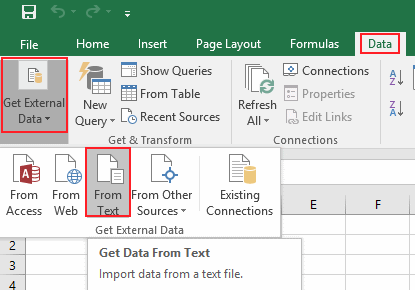 File Home Insert Page Layout Formulas Data
Get External Data
New Query
Show Queries
From Table
Recent Sources
Get & Transform
Refresh All
Connections
Properties
Edit Links
Connections
A Z
Z A
From Access
From Web
From Text
From Other Sources
Existing Connections
Get External Data
E F
2
3
4
Get Data From Text
Import data from a text file.